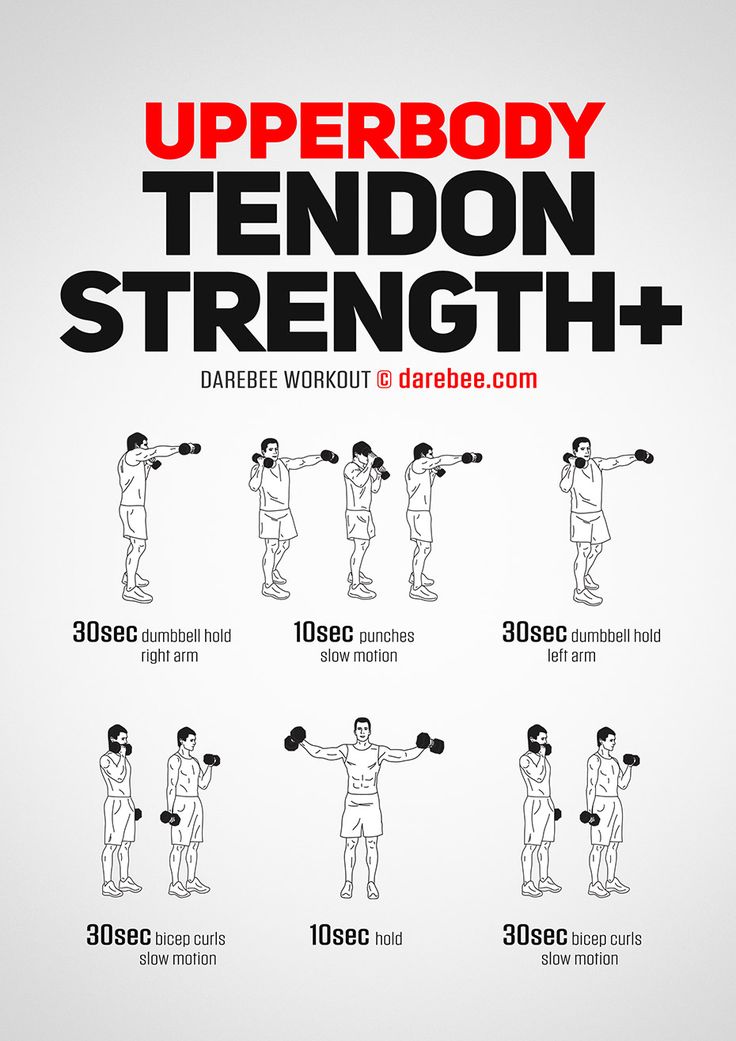 UPPERBODY
TENDON
STRENGTH+
DAREBEE WORKOUT © darebee.com
30sec dumbbell hold
right arm
10sec punches
slow motion
30sec dumbbell hold
left arm
30sec bicep curls
slow motion
10sec hold
30sec bicep curls
slow motion